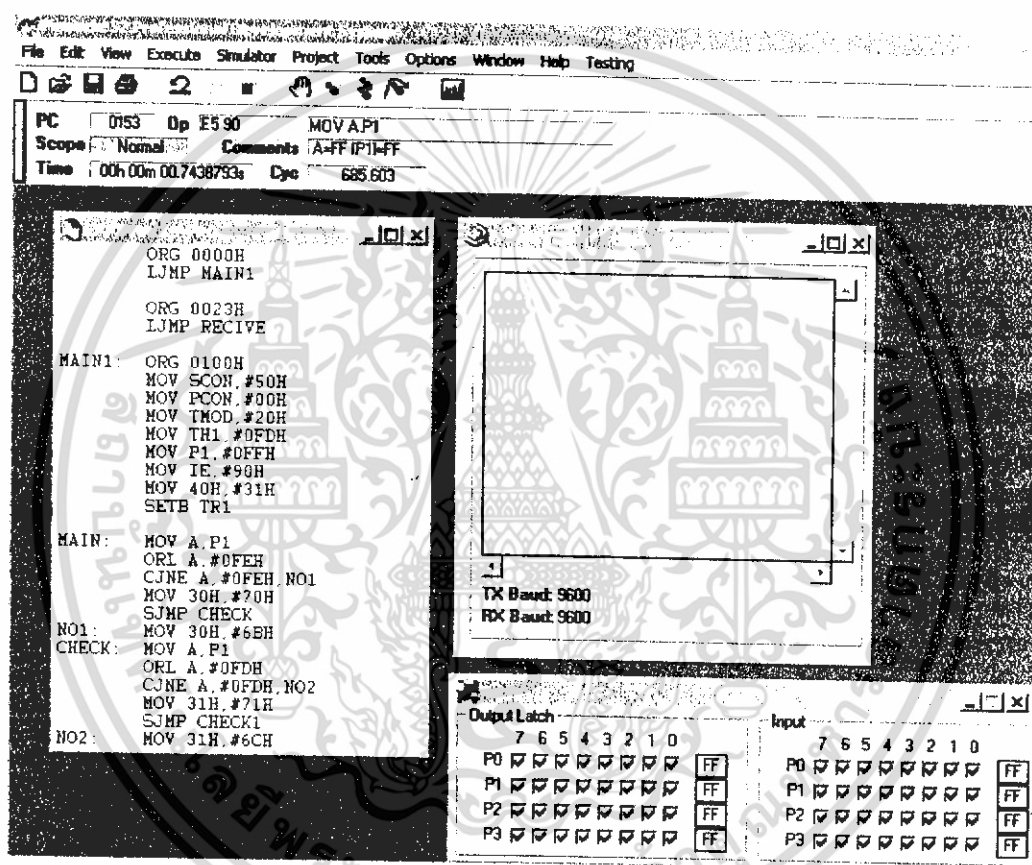 File Edit View Execute Simulator Project Tools Options Window Help Testing
PC 0153 Op E5 90 MOV A,P1
Scope Normal Comments A=FF (P1)=FF
Time 00h 00m 00.7438793s Cyc 685.603
ORG 0000H
LJMP MAIN1
ORG 0023H
LJMP RECIVE
MAIN1: ORG 0100H
MOV SCON,#50H
MOV PCON,#00H
MOV TMOD,#20H
MOV TH1,#0FDH
MOV P1,#0FFH
MOV IE,#90H
MOV 40H,#31H
SETB TR1
MAIN: MOV A,P1
ORL A,#0FEH
CJNE A,#0FEH,NO1
MOV 30H,#70H
SJMP CHECK
NO1: MOV 30H,#6BH
CHECK: MOV A,P1
ORL A,#0FDH
CJNE A,#0FDH,NO2
MOV 31H,#71H
SJMP CHECK1
NO2: MOV 31H,#6CH
TX Baud: 9600
RX Baud: 9600
Output Latch
7 6 5 4 3 2 1 0
P0 FF
P1 FF
P2 FF
P3 FF
Input
7 6 5 4 3 2 1 0
P0 FF
P1 FF
P2 FF
P3 FF